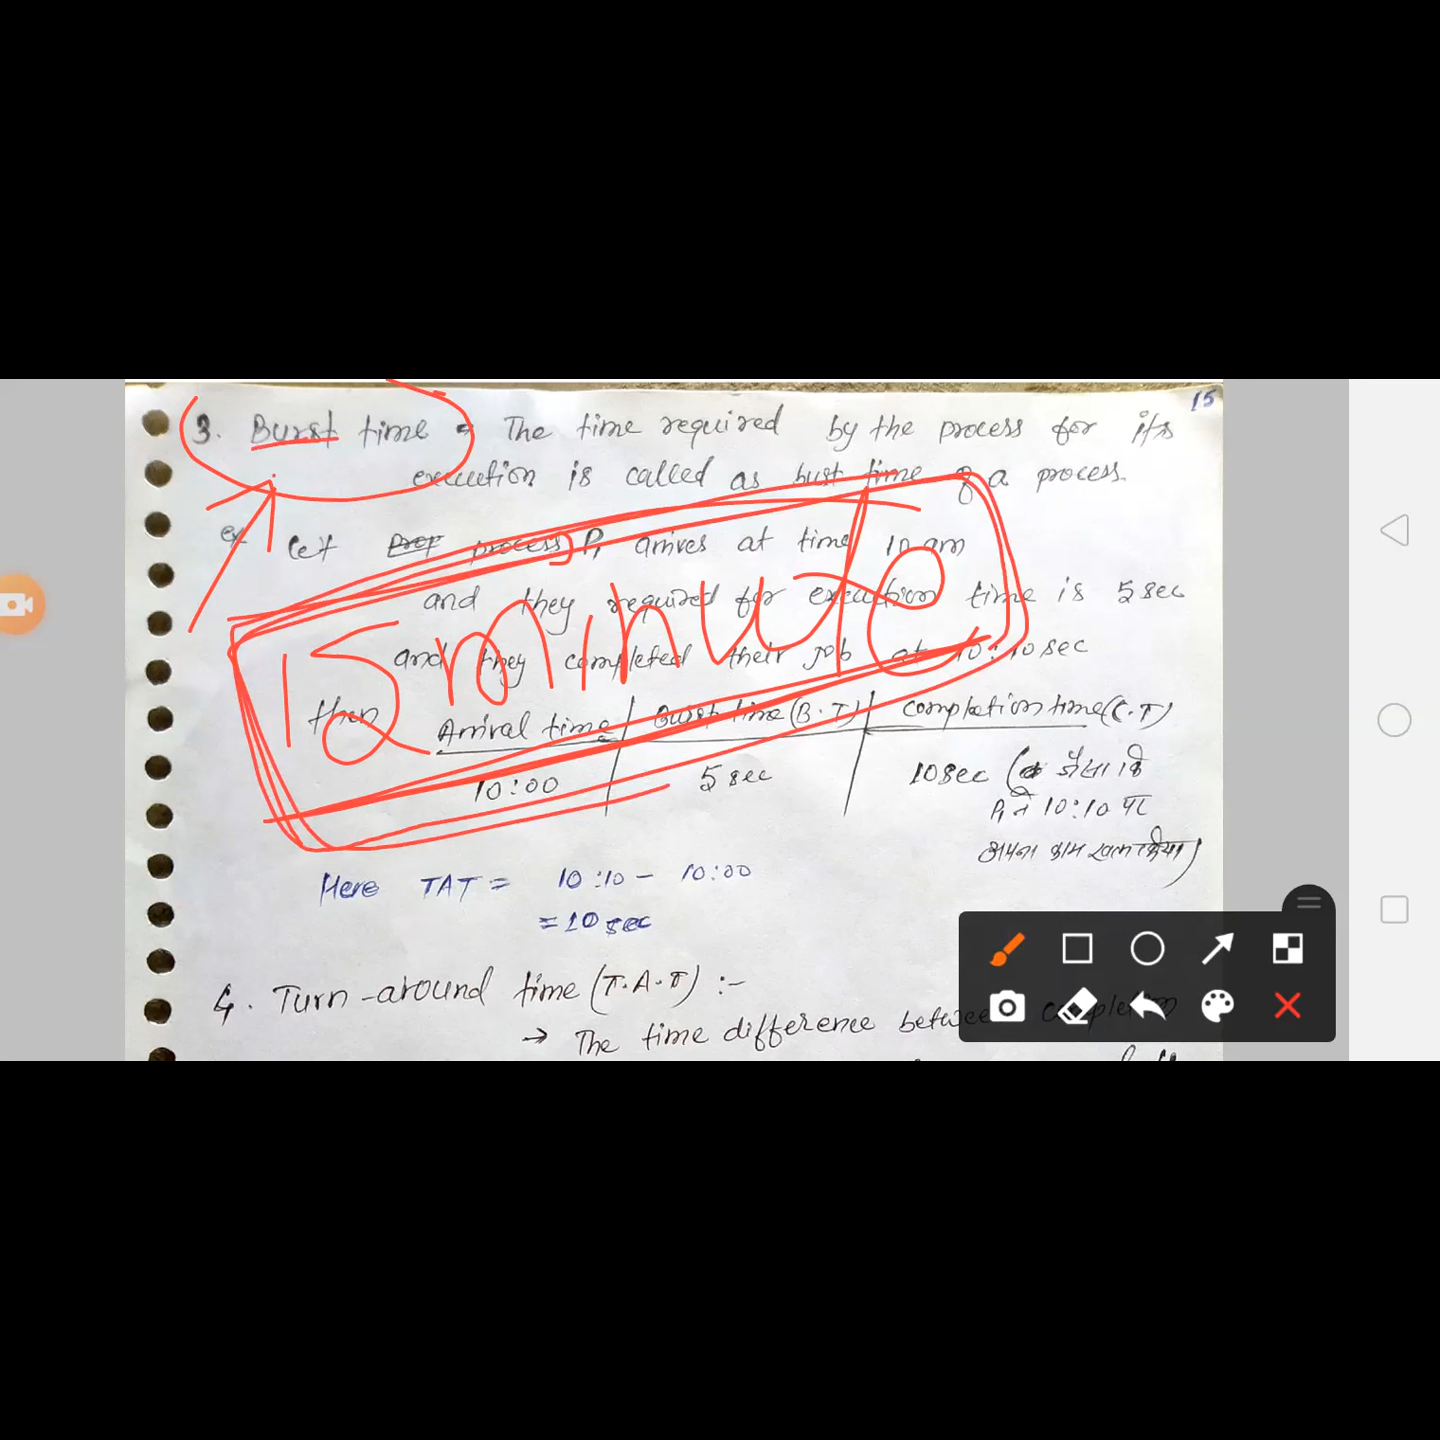 15
3. Burst time = The time required by the process for its
execution is called as bust time of a process.
ex Let process P1 arrives at time 10 am
and they required for execution time is 5 sec
and they completed their job at 10:10 sec
then Arrival time | Burst time (B.T) | completion time (C.T)
10:00 | 5 sec | 10 sec ( जैसा कि
P1 ने 10:10 पर
अपना काम खत्म किया)
15 minute
Here TAT = 10:10 - 10:00
= 10 sec
4. Turn-around time (T.A.T) :-
→ The time difference between completion